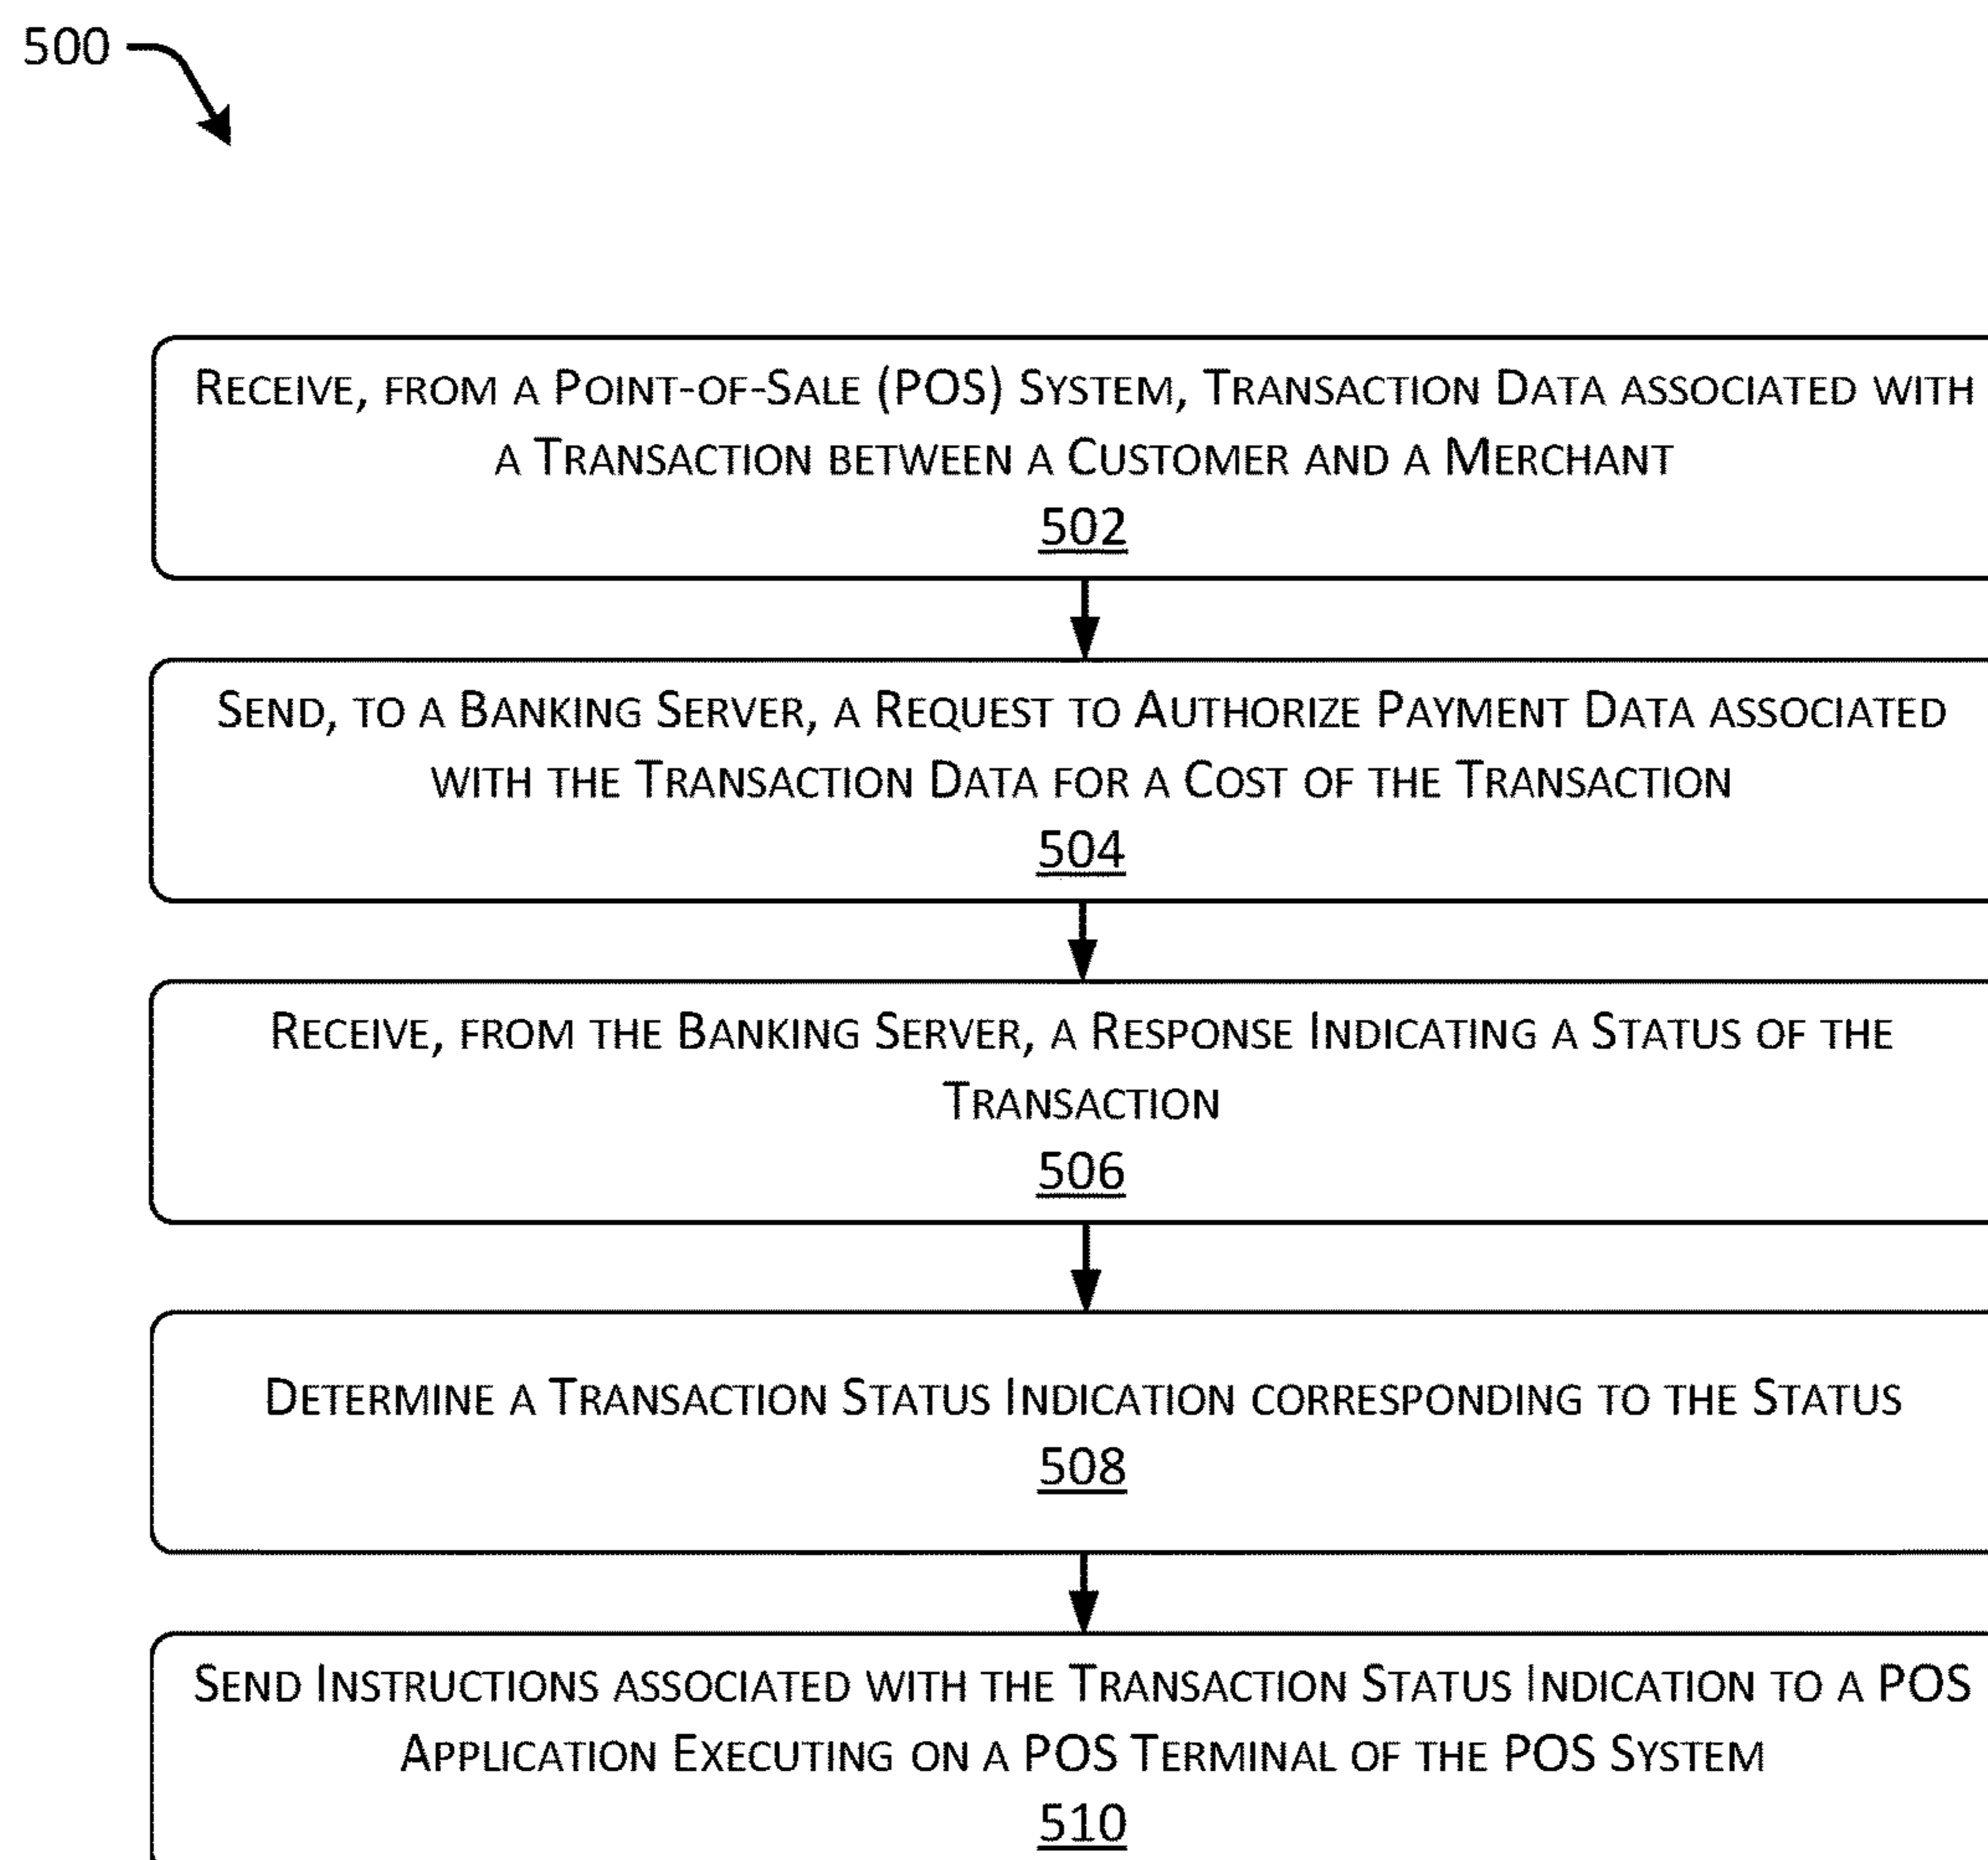 500
RECEIVE, FROM A POINT-OF-SALE (POS) SYSTEM, TRANSACTION DATA ASSOCIATED WITH
A TRANSACTION BETWEEN A CUSTOMER AND A MERCHANT
502
SEND, TO A BANKING SERVER, A REQUEST TO AUTHORIZE PAYMENT DATA ASSOCIATED
WITH THE TRANSACTION DATA FOR A COST OF THE TRANSACTION
504
RECEIVE, FROM THE BANKING SERVER, A RESPONSE INDICATING A STATUS OF THE
TRANSACTION
506
DETERMINE A TRANSACTION STATUS INDICATION CORRESPONDING TO THE STATUS
508
SEND INSTRUCTIONS ASSOCIATED WITH THE TRANSACTION STATUS INDICATION TO A POS
APPLICATION EXECUTING ON A POS TERMINAL OF THE POS SYSTEM
510